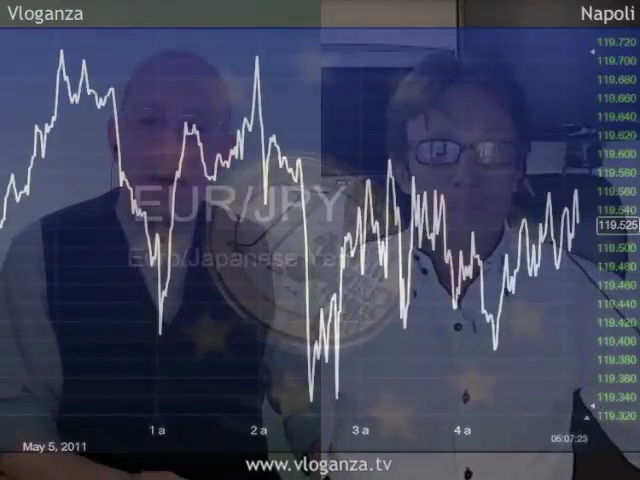 Vloganza
Napoli
119.720
119.700
119.680
119.660
119.640
119.620
119.600
119.580
119.560
119.540
119.525
119.500
119.480
119.460
119.440
119.420
119.400
119.380
119.360
119.340
119.320
EUR/JPY
Euro/Japanese Yen
1 a
2 a
3 a
4 a
May 5, 2011
05:07:23
www.vloganza.tv